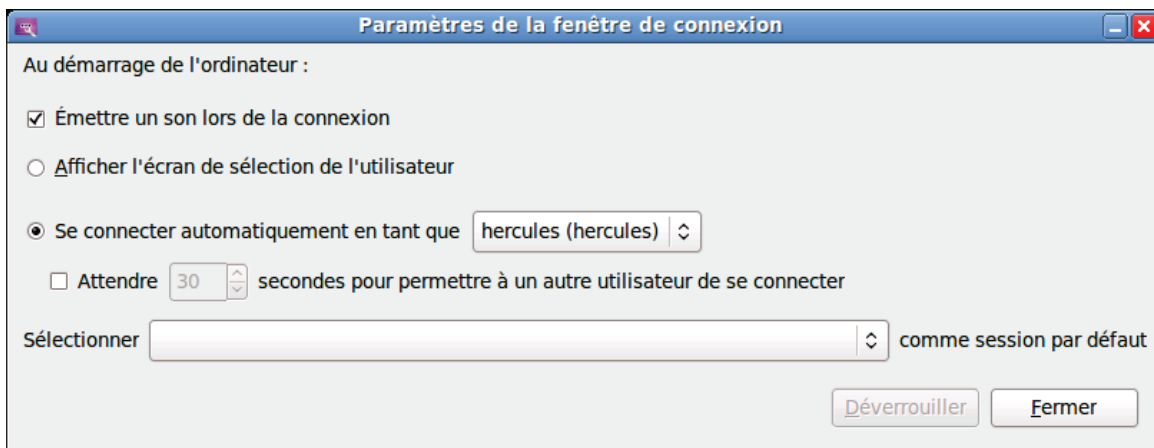 Paramètres de la fenêtre de connexion
Au démarrage de l'ordinateur :
Émettre un son lors de la connexion
Afficher l'écran de sélection de l'utilisateur
Se connecter automatiquement en tant que hercules (hercules)
Attendre 30 secondes pour permettre à un autre utilisateur de se connecter
Sélectionner comme session par défaut
Déverrouiller Fermer